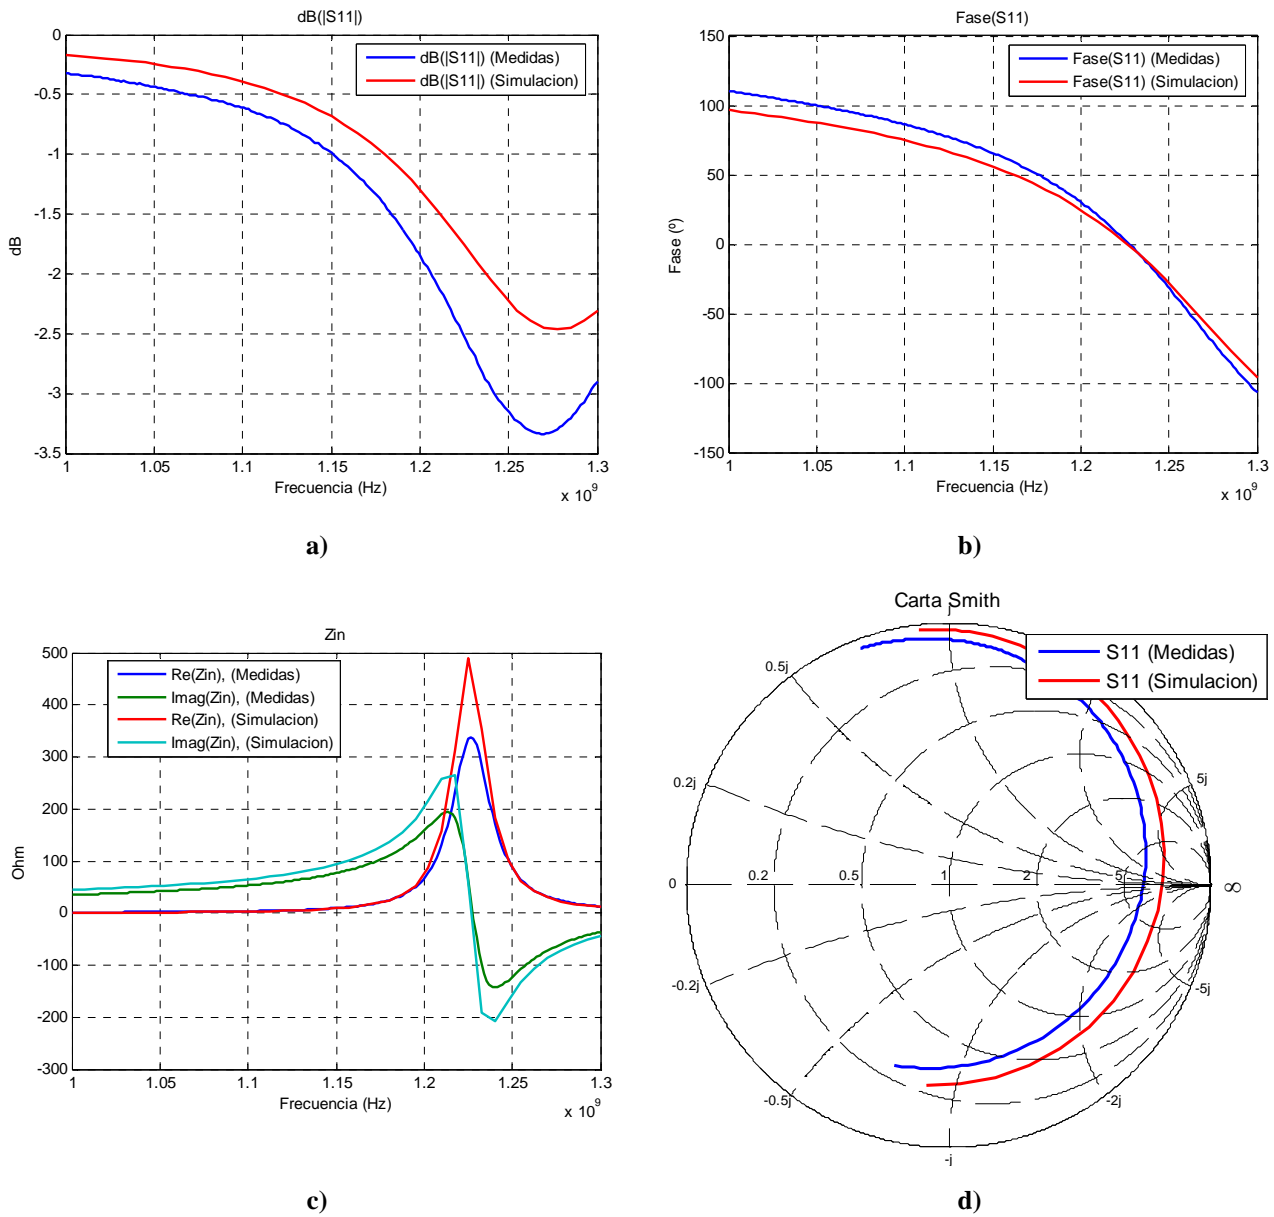 dB(|S11|)
0
-0.5
-1
-1.5
-2
-2.5
-3
-3.5
dB
dB(|S11|) (Medidas)
dB(|S11|) (Simulacion)
1 1.05 1.1 1.15 1.2 1.25 1.3
Frecuencia (Hz)
x 10^9
a)
Fase(S11)
150
100
50
0
-50
-100
-150
Fase (º)
Fase(S11) (Medidas)
Fase(S11) (Simulacion)
1 1.05 1.1 1.15 1.2 1.25 1.3
Frecuencia (Hz)
x 10^9
b)
Zin
500
400
300
200
100
0
-100
-200
-300
Ohm
Re(Zin), (Medidas)
Imag(Zin), (Medidas)
Re(Zin), (Simulacion)
Imag(Zin), (Simulacion)
1 1.05 1.1 1.15 1.2 1.25 1.3
Frecuencia (Hz)
x 10^9
c)
Carta Smith
j
S11 (Medidas)
S11 (Simulacion)
0.5j
0.2j
5j
0 0.2 0.5 1 2 5 ∞
-0.2j
-5j
-0.5j
-2j
-j
d)